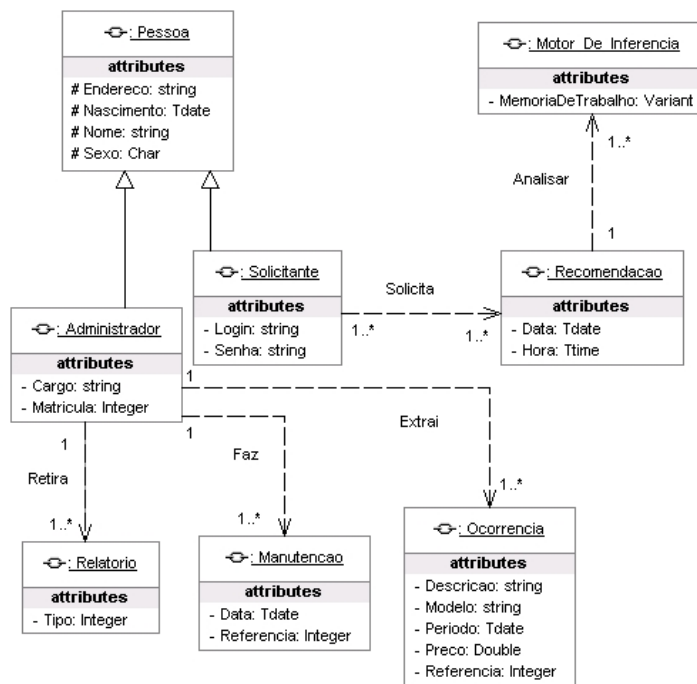 : Pessoa
attributes
# Endereco: string
# Nascimento: Tdate
# Nome: string
# Sexo: Char
: Motor_De_Inferencia
attributes
- MemoriaDeTrabalho: Variant
1..*
Analisar
1
: Solicitante
attributes
- Login: string
- Senha: string
Solicita
1..*
1..*
: Recomendacao
attributes
- Data: Tdate
- Hora: Ttime
: Administrador
attributes
- Cargo: string
- Matricula: Integer
1
1
1
Extrai
Faz
Retira
1..*
1..*
1..*
: Relatorio
attributes
- Tipo: Integer
: Manutencao
attributes
- Data: Tdate
- Referencia: Integer
: Ocorrencia
attributes
- Descricao: string
- Modelo: string
- Periodo: Tdate
- Preco: Double
- Referencia: Integer